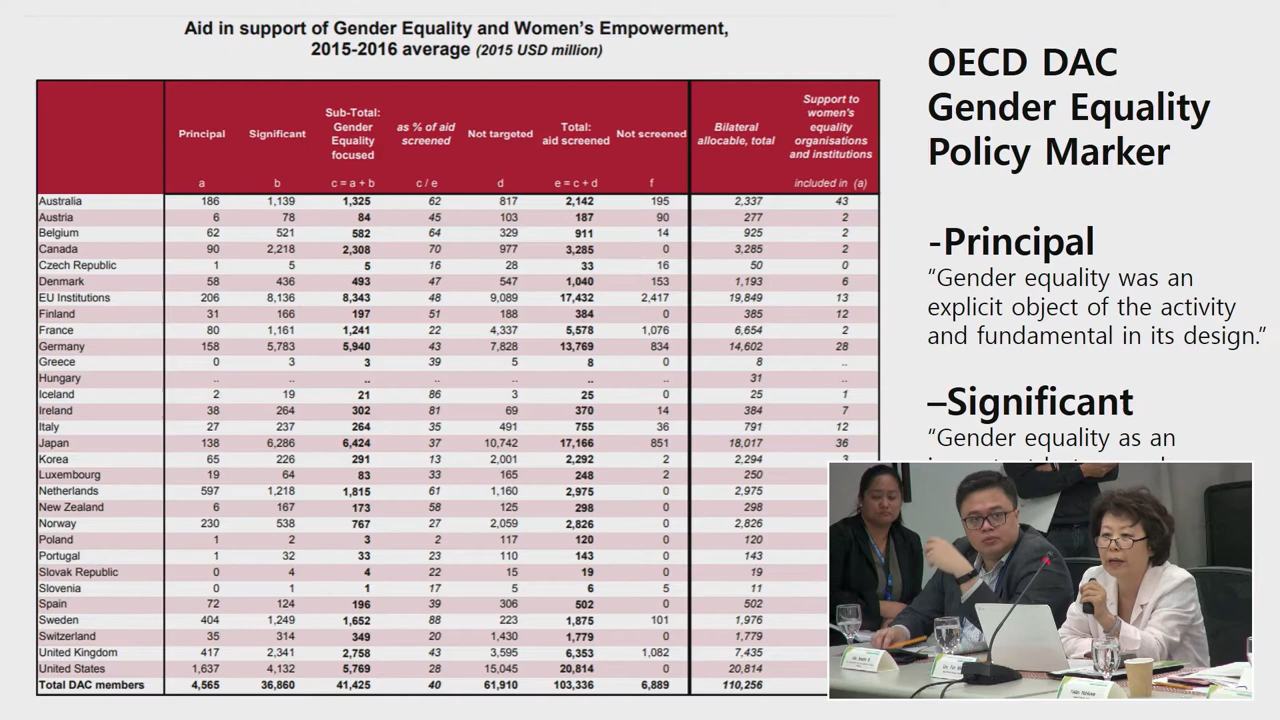 Aid in support of Gender Equality and Women's Empowerment,
2015-2016 average (2015 USD million)
Principal Significant Sub-Total: Gender Equality focused as % of aid screened Not targeted Total: aid screened Not screened Bilateral allocable, total Support to women's equality organisations and institutions
a b c = a + b c / e d e = c + d f included in (a)
Australia 186 1,139 1,325 62 817 2,142 195 2,337 43
Austria 6 78 84 45 103 187 90 277 2
Belgium 62 521 582 64 329 911 14 925 2
Canada 90 2,218 2,308 70 977 3,285 0 3,285 2
Czech Republic 1 5 5 16 28 33 16 50 0
Denmark 58 436 493 47 547 1,040 153 1,193 6
EU Institutions 206 8,136 8,343 48 9,089 17,432 2,417 19,849 13
Finland 31 166 197 51 188 384 0 385 12
France 80 1,161 1,241 22 4,337 5,578 1,076 6,654 2
Germany 158 5,783 5,940 43 7,828 13,769 834 14,602 28
Greece 0 3 3 39 5 8 0 8 ..
Hungary .. .. .. .. .. .. .. 31 ..
Iceland 2 19 21 86 3 25 0 25 1
Ireland 38 264 302 81 69 370 14 384 7
Italy 27 237 264 35 491 755 36 791 12
Japan 138 6,286 6,424 37 10,742 17,166 851 18,017 36
Korea 65 226 291 13 2,001 2,292 2 2,294 3
Luxembourg 19 64 83 33 165 248 2 250
Netherlands 597 1,218 1,815 61 1,160 2,975 0 2,975
New Zealand 6 167 173 58 125 298 0 298
Norway 230 538 767 27 2,059 2,826 0 2,826
Poland 1 2 3 2 117 120 0 120
Portugal 1 32 33 23 110 143 0 143
Slovak Republic 0 4 4 22 15 19 0 19
Slovenia 0 1 1 17 5 6 5 11
Spain 72 124 196 39 306 502 0 502
Sweden 404 1,249 1,652 88 223 1,875 101 1,976
Switzerland 35 314 349 20 1,430 1,779 0 1,779
United Kingdom 417 2,341 2,758 43 3,595 6,353 1,082 7,435
United States 1,637 4,132 5,769 28 15,045 20,814 0 20,814
Total DAC members 4,565 36,860 41,425 40 61,910 103,336 6,889 110,256
OECD DAC
Gender Equality
Policy Marker
-Principal
“Gender equality was an
explicit object of the activity
and fundamental in its design.”
–Significant
“Gender equality as an